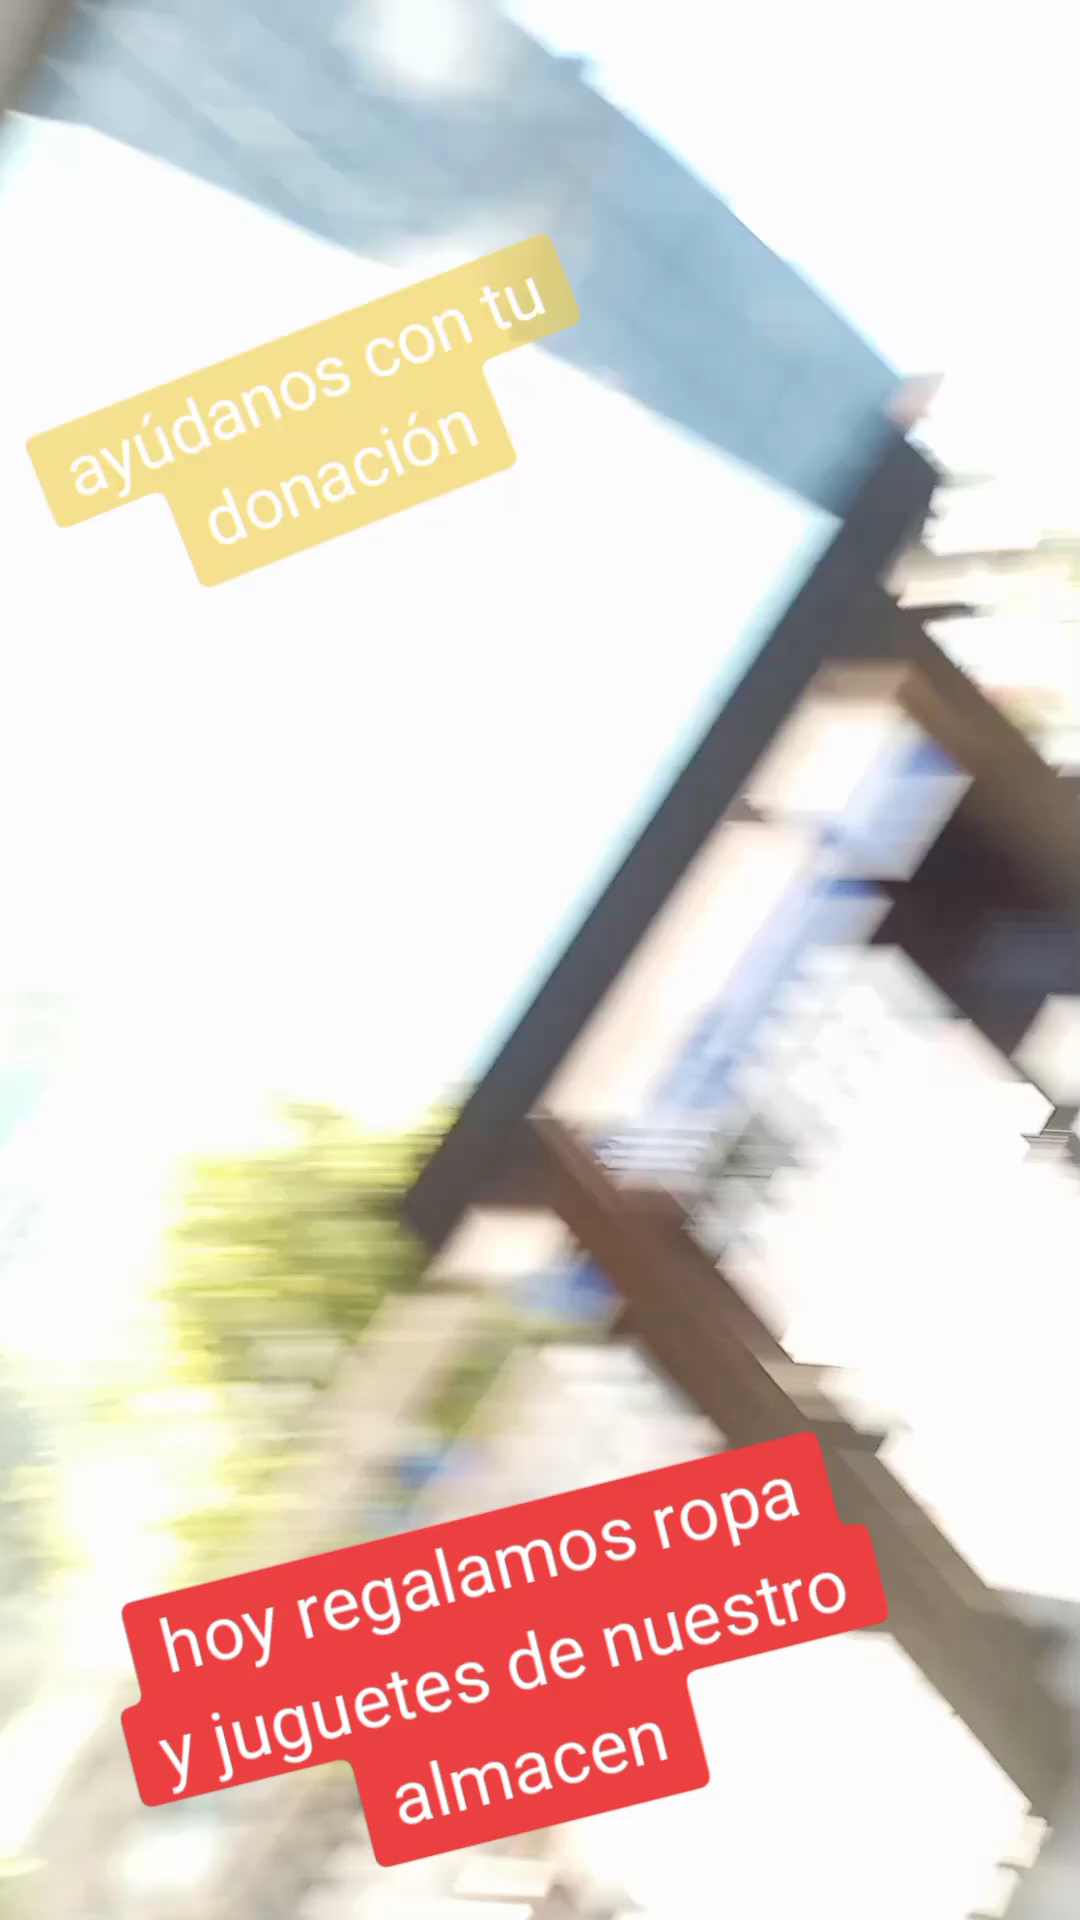 ayúdanos con tu
donación
hoy regalamos ropa
y juguetes de nuestro
almacen